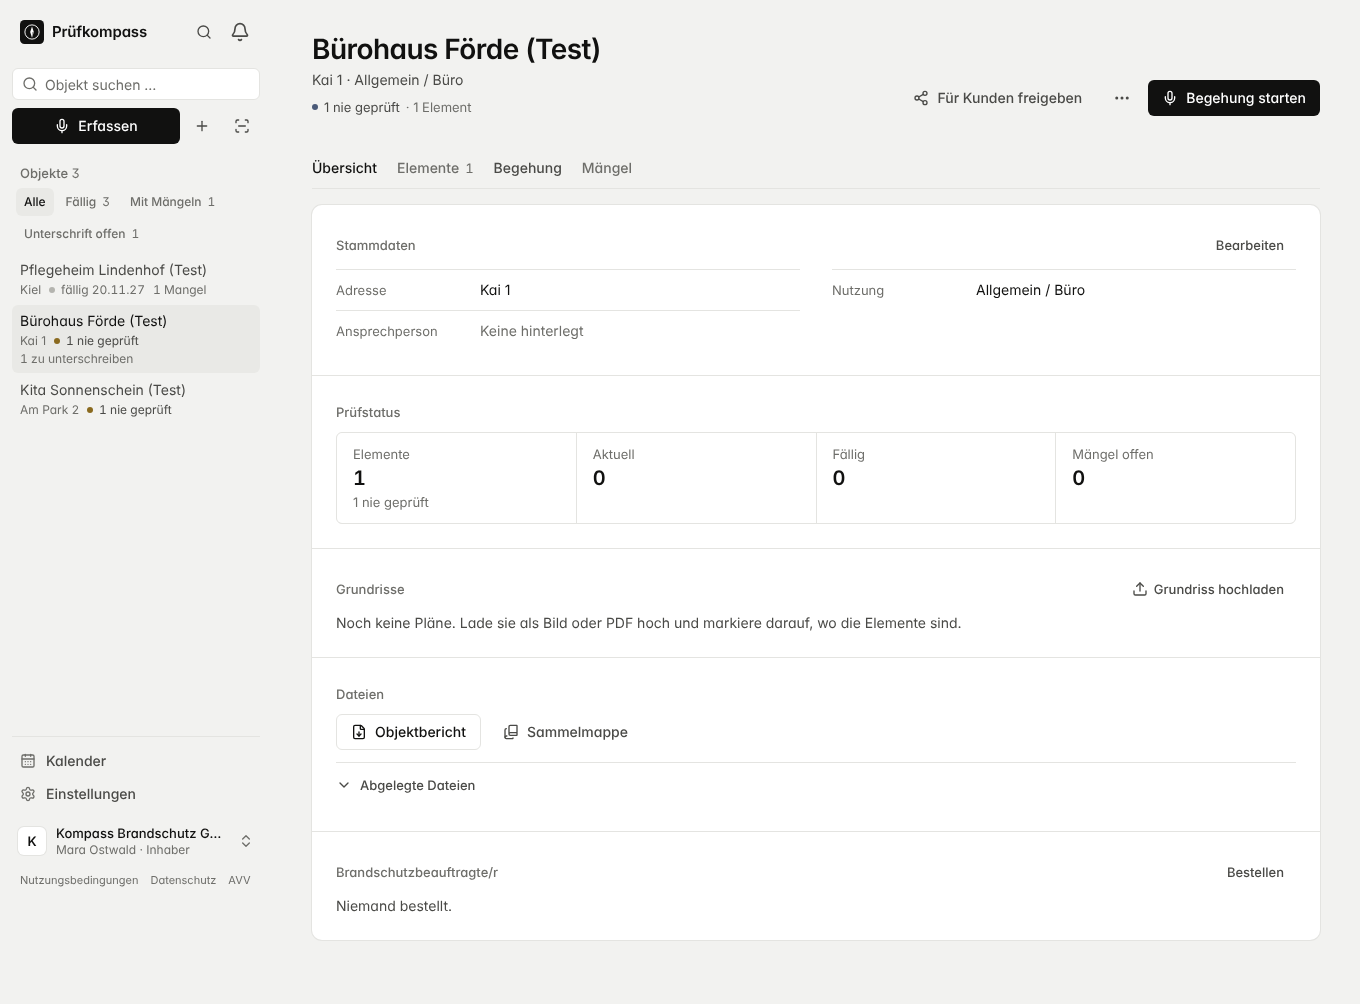 Prüfkompass
Objekt suchen ...
Erfassen
Objekte 3
Alle Fällig 3 Mit Mängeln 1
Unterschrift offen 1
Pflegeheim Lindenhof (Test)
Kiel fällig 20.11.27 1 Mangel
Bürohaus Förde (Test)
Kai 1 1 nie geprüft
1 zu unterschreiben
Kita Sonnenschein (Test)
Am Park 2 1 nie geprüft
Kalender
Einstellungen
K
Kompass Brandschutz G...
Mara Ostwald · Inhaber
Nutzungsbedingungen Datenschutz AVV
Bürohaus Förde (Test)
Kai 1 · Allgemein / Büro
1 nie geprüft · 1 Element
Für Kunden freigeben
Begehung starten
Übersicht Elemente 1 Begehung Mängel
Stammdaten Bearbeiten
Adresse Kai 1 Nutzung Allgemein / Büro
Ansprechperson Keine hinterlegt
Prüfstatus
Elemente Aktuell Fällig Mängel offen
1 0 0 0
1 nie geprüft
Grundrisse Grundriss hochladen
Noch keine Pläne. Lade sie als Bild oder PDF hoch und markiere darauf, wo die Elemente sind.
Dateien
Objektbericht Sammelmappe
Abgelegte Dateien
Brandschutzbeauftragte/r Bestellen
Niemand bestellt.